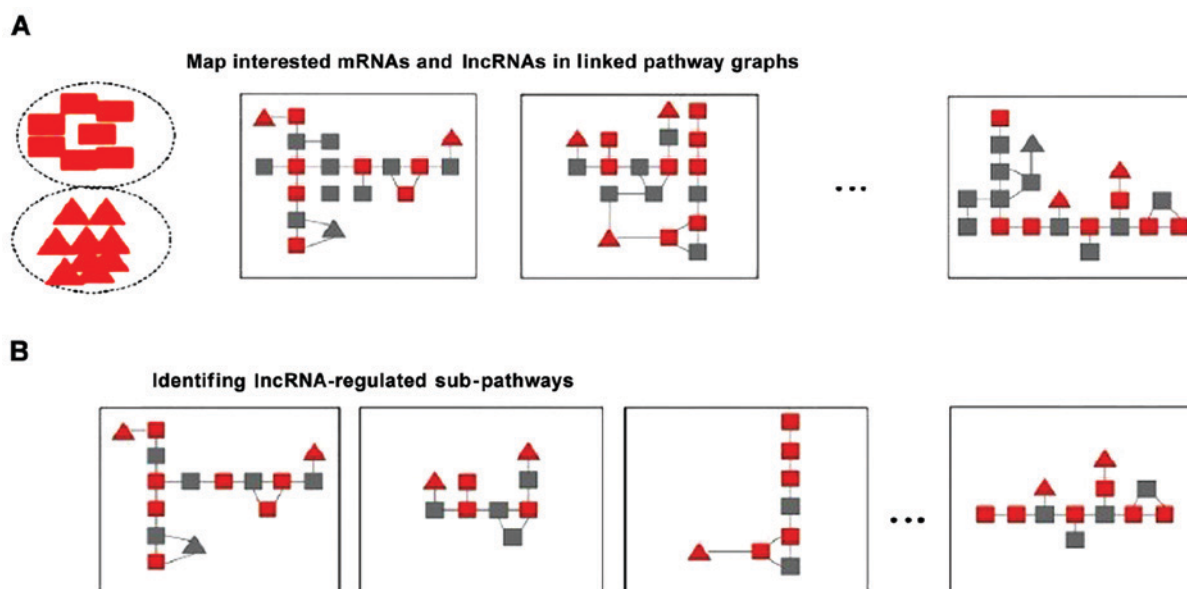 A
Map interested mRNAs and lncRNAs in linked pathway graphs
...
B
Identifing lncRNA-regulated sub-pathways
...